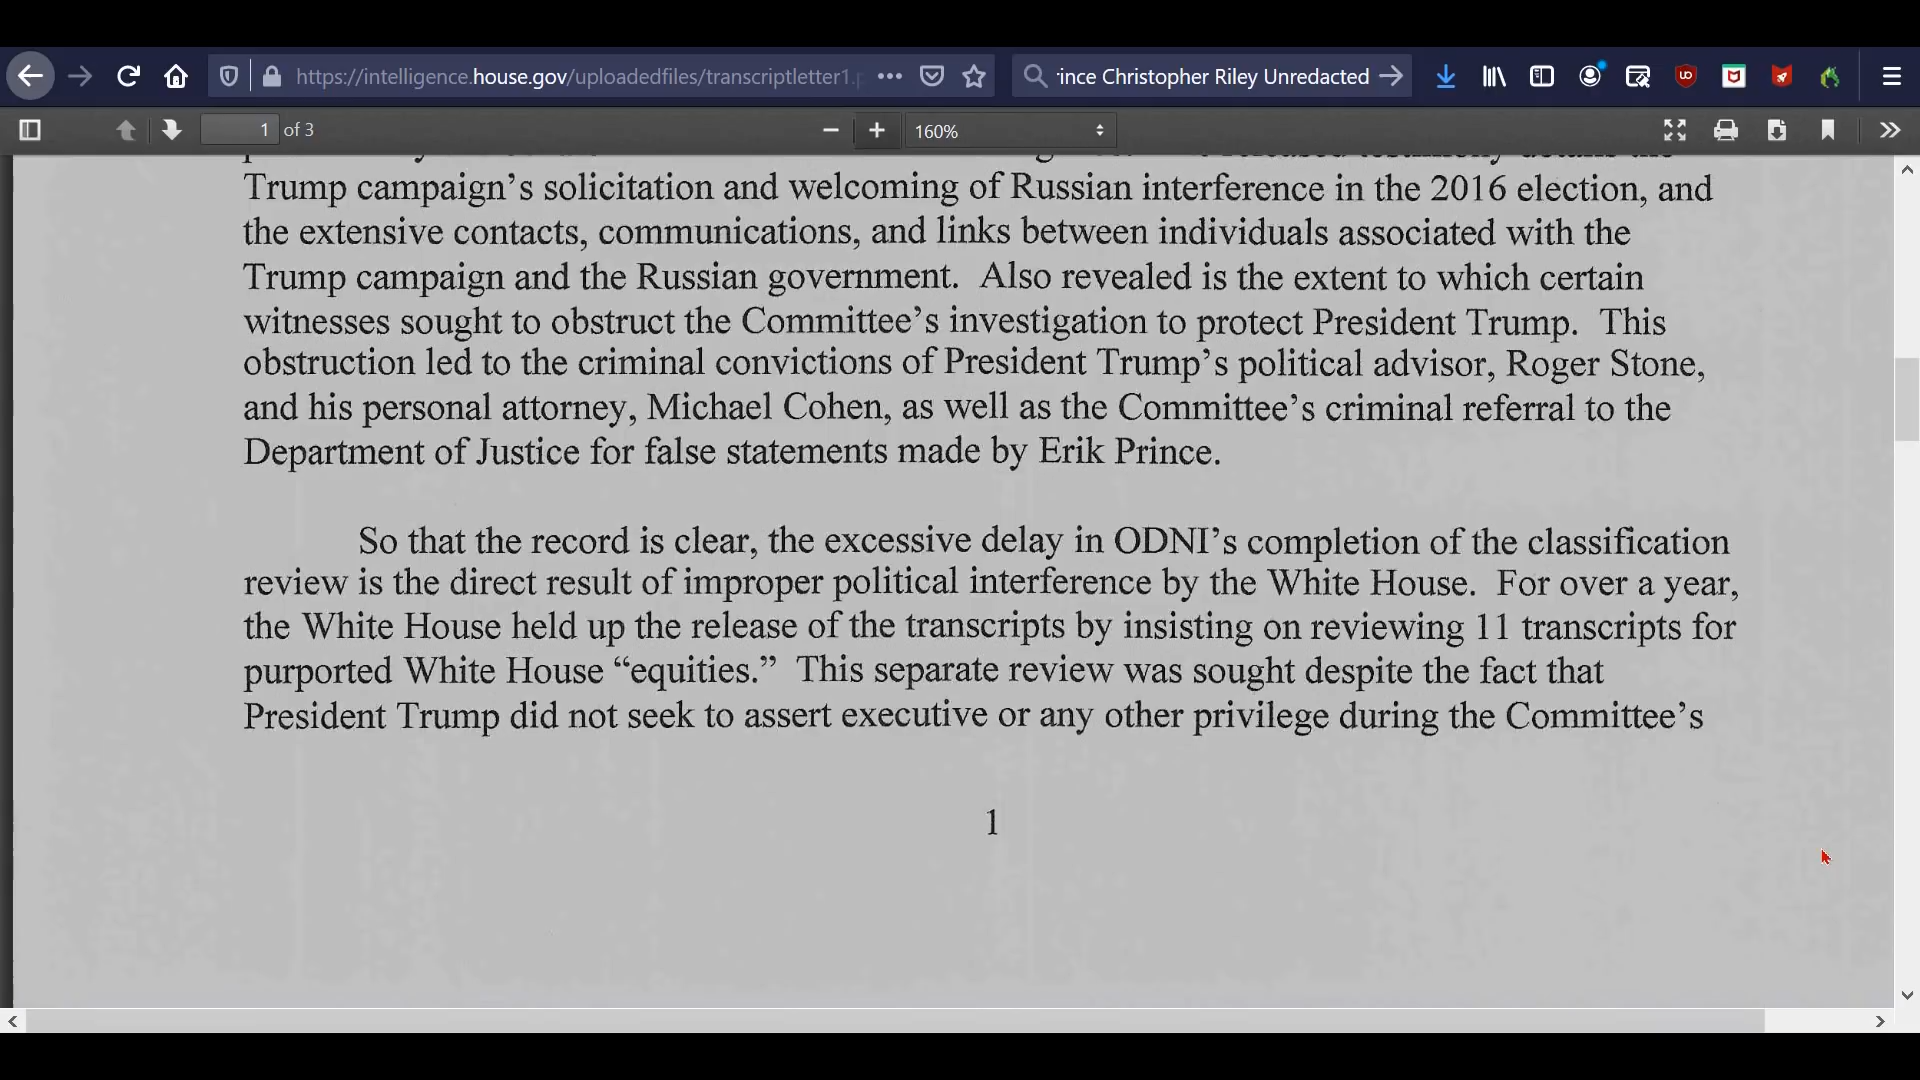 https://intelligence.house.gov/uploadedfiles/transcriptletter1.p
ince Christopher Riley Unredacted
1 of 3
160%
Trump campaign's solicitation and welcoming of Russian interference in the 2016 election, and
the extensive contacts, communications, and links between individuals associated with the
Trump campaign and the Russian government. Also revealed is the extent to which certain
witnesses sought to obstruct the Committee's investigation to protect President Trump. This
obstruction led to the criminal convictions of President Trump's political advisor, Roger Stone,
and his personal attorney, Michael Cohen, as well as the Committee's criminal referral to the
Department of Justice for false statements made by Erik Prince.
So that the record is clear, the excessive delay in ODNI's completion of the classification
review is the direct result of improper political interference by the White House. For over a year,
the White House held up the release of the transcripts by insisting on reviewing 11 transcripts for
purported White House “equities.” This separate review was sought despite the fact that
President Trump did not seek to assert executive or any other privilege during the Committee's
1